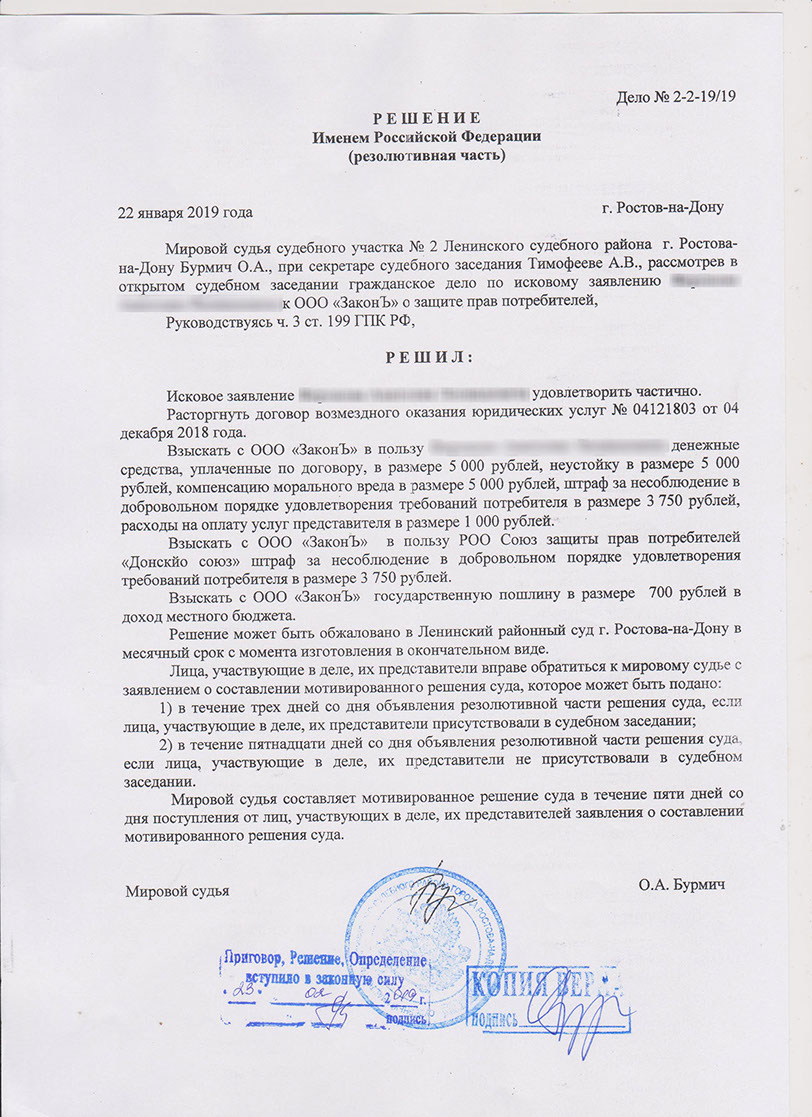 Дело № 2-2-19/19
Р Е Ш Е Н И Е
Именем Российской Федерации
(резолютивная часть)
22 января 2019 года
г. Ростов-на-Дону
Мировой судья судебного участка № 2 Ленинского судебного района г. Ростова-
на-Дону Бурмич О.А., при секретаре судебного заседания Тимофееве А.В., рассмотрев в
открытом судебном заседании гражданское дело по исковому заявлению
к ООО «ЗаконЪ» о защите прав потребителей,
Руководствуясь ч. 3 ст. 199 ГПК РФ,
Р Е Ш И Л :
Исковое заявление удовлетворить частично.
Расторгнуть договор возмездного оказания юридических услуг № 04121803 от 04
декабря 2018 года.
Взыскать с ООО «ЗаконЪ» в пользу денежные
средства, уплаченные по договору, в размере 5 000 рублей, неустойку в размере 5 000
рублей, компенсацию морального вреда в размере 5 000 рублей, штраф за несоблюдение в
добровольном порядке удовлетворения требований потребителя в размере 3 750 рублей,
расходы на оплату услуг представителя в размере 1 000 рублей.
Взыскать с ООО «ЗаконЪ» в пользу РОО Союз защиты прав потребителей
«Донскйо союз» штраф за несоблюдение в добровольном порядке удовлетворения
требований потребителя в размере 3 750 рублей.
Взыскать с ООО «ЗаконЪ» государственную пошлину в размере 700 рублей в
доход местного бюджета.
Решение может быть обжаловано в Ленинский районный суд г. Ростова-на-Дону в
месячный срок с момента изготовления в окончательном виде.
Лица, участвующие в деле, их представители вправе обратиться к мировому судье с
заявлением о составлении мотивированного решения суда, которое может быть подано:
1) в течение трех дней со дня объявления резолютивной части решения суда, если
лица, участвующие в деле, их представители присутствовали в судебном заседании;
2) в течение пятнадцати дней со дня объявления резолютивной части решения суда,
если лица, участвующие в деле, их представители не присутствовали в судебном
заседании.
Мировой судья составляет мотивированное решение суда в течение пяти дней со
дня поступления от лиц, участвующих в деле, их представителей заявления о составлении
мотивированного решения суда.
Мировой судья
О.А. Бурмич
Приговор, Решение, Определение
вступило в законную силу
23 02 2019 г.
подпись
КОПИЯ ВЕРНА
подпись